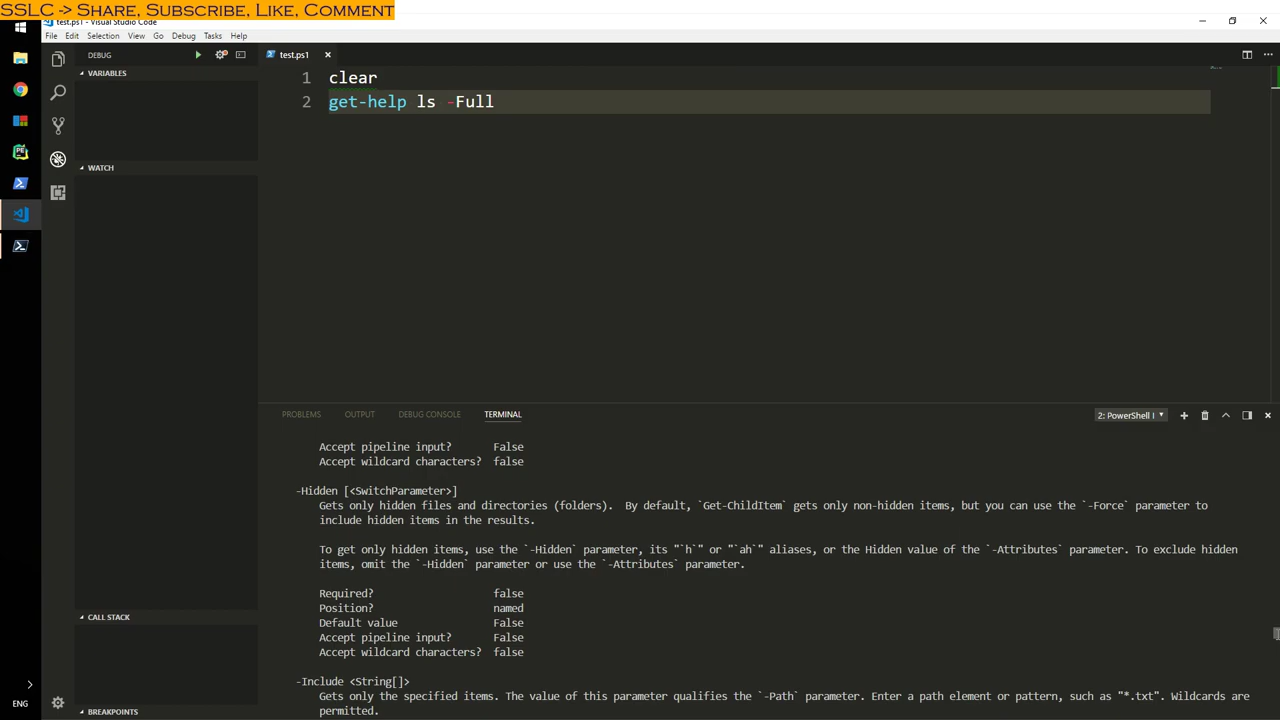 SSLC -> Share, Subscribe, Like, Comment
test.ps1 - Visual Studio Code
File Edit Selection View Go Debug Tasks Help
DEBUG
test.ps1
VARIABLES
1 clear
2 get-help ls -Full
WATCH
PROBLEMS OUTPUT DEBUG CONSOLE TERMINAL
2: PowerShell I
Accept pipeline input? False
Accept wildcard characters? false
-Hidden [<SwitchParameter>]
Gets only hidden files and directories (folders). By default, `Get-ChildItem` gets only non-hidden items, but you can use the `-Force` parameter to
include hidden items in the results.
To get only hidden items, use the `-Hidden` parameter, its "`h`" or "`ah`" aliases, or the Hidden value of the `-Attributes` parameter. To exclude hidden
items, omit the `-Hidden` parameter or use the `-Attributes` parameter.
Required? false
Position? named
Default value False
Accept pipeline input? False
Accept wildcard characters? false
-Include <String[]>
Gets only the specified items. The value of this parameter qualifies the `-Path` parameter. Enter a path element or pattern, such as "*.txt". Wildcards are
permitted.
CALL STACK
BREAKPOINTS
ENG